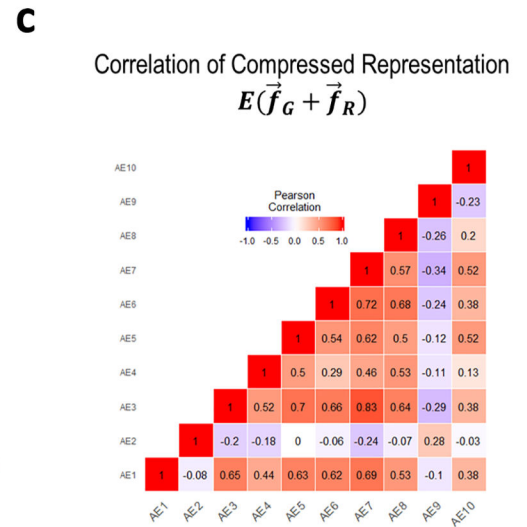 c
Correlation of Compressed Representation
E(f⃗_G + f⃗_R)
AE10 1
Pearson
Correlation
-1.0 -0.5 0.0 0.5 1.0
AE9 1 -0.23
AE8 1 -0.26 0.2
AE7 1 0.57 -0.34 0.52
AE6 1 0.72 0.68 -0.24 0.38
AE5 1 0.54 0.62 0.5 -0.12 0.52
AE4 1 0.5 0.29 0.46 0.53 -0.11 0.13
AE3 1 0.52 0.7 0.66 0.83 0.64 -0.29 0.38
AE2 1 -0.2 -0.18 0 -0.06 -0.24 -0.07 0.28 -0.03
AE1 1 -0.08 0.65 0.44 0.63 0.62 0.69 0.53 -0.1 0.38
AE1 AE2 AE3 AE4 AE5 AE6 AE7 AE8 AE9 AE10